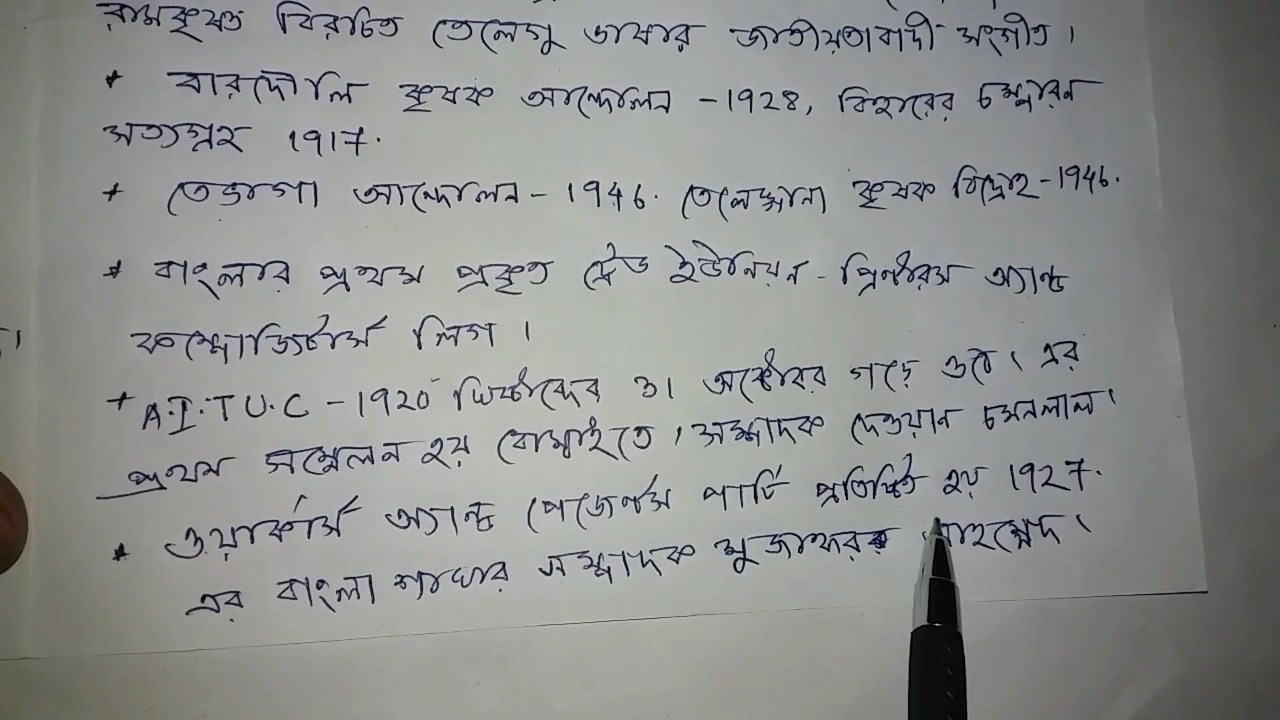 রামকৃষ্ণ বিরচিত তেলেগু ভাষার জাতীয়তাবাদী সংগীত।
* বারদৌলি কৃষক আন্দোলন -1928, বিহারের চম্পারন
সত্যাগ্রহ 1917.
* তেভাগা আন্দোলন - 1946. তেলেঙ্গানা কৃষক বিদ্রোহ -1946.
* বাংলার প্রথম প্রকৃত ট্রেড ইউনিয়ন - প্রিন্টারস অ্যান্ড
কম্পোজিটার্স লিগ।
* A.I.T.U.C - 1920 খ্রিষ্টাব্দের 31 অক্টোবর গড়ে ওঠে। এর
প্রথম সম্মেলন হয় বোম্বাইতে। সম্পাদক দেওয়ান চমনলাল।
* ওয়ার্কার্স অ্যান্ড পেজেন্টস পার্টি প্রতিষ্ঠিত হয় 1927.
এর বাংলা শাখার সম্পাদক মুজাফফর আহম্মেদ।